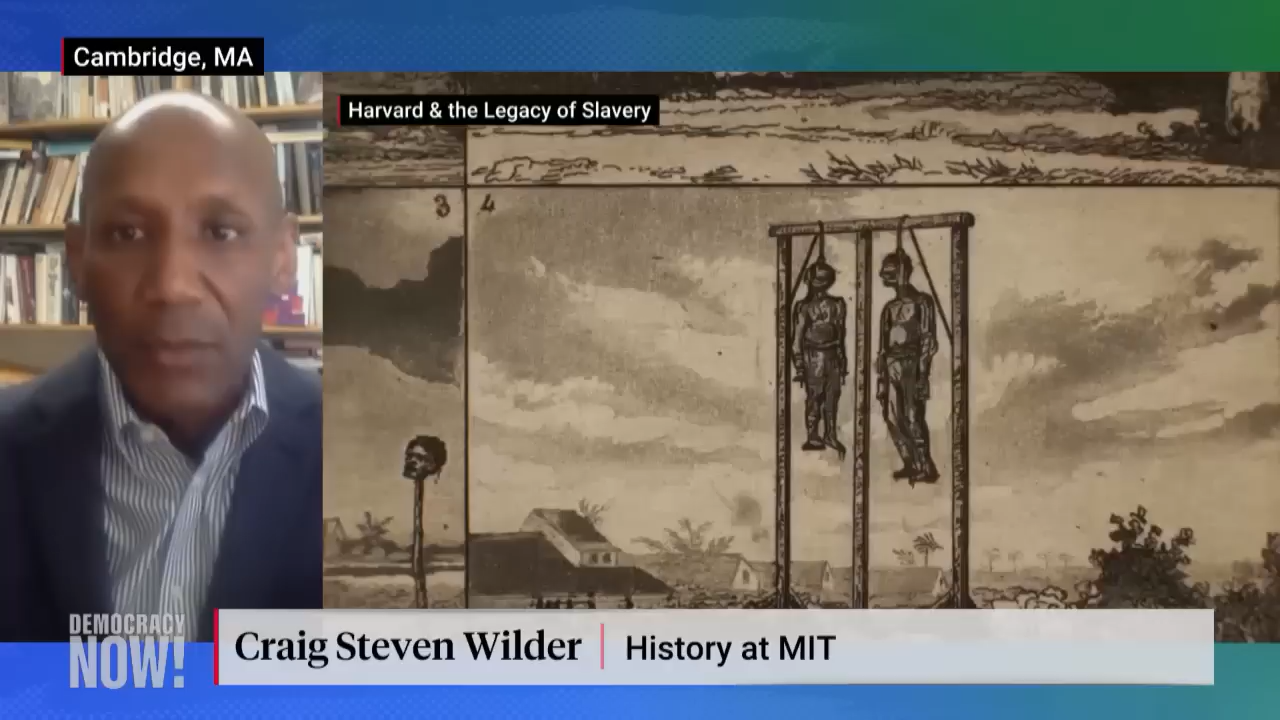 Cambridge, MA
Harvard & the Legacy of Slavery
3 4
DEMOCRACY
NOW!
Craig Steven Wilder | History at MIT